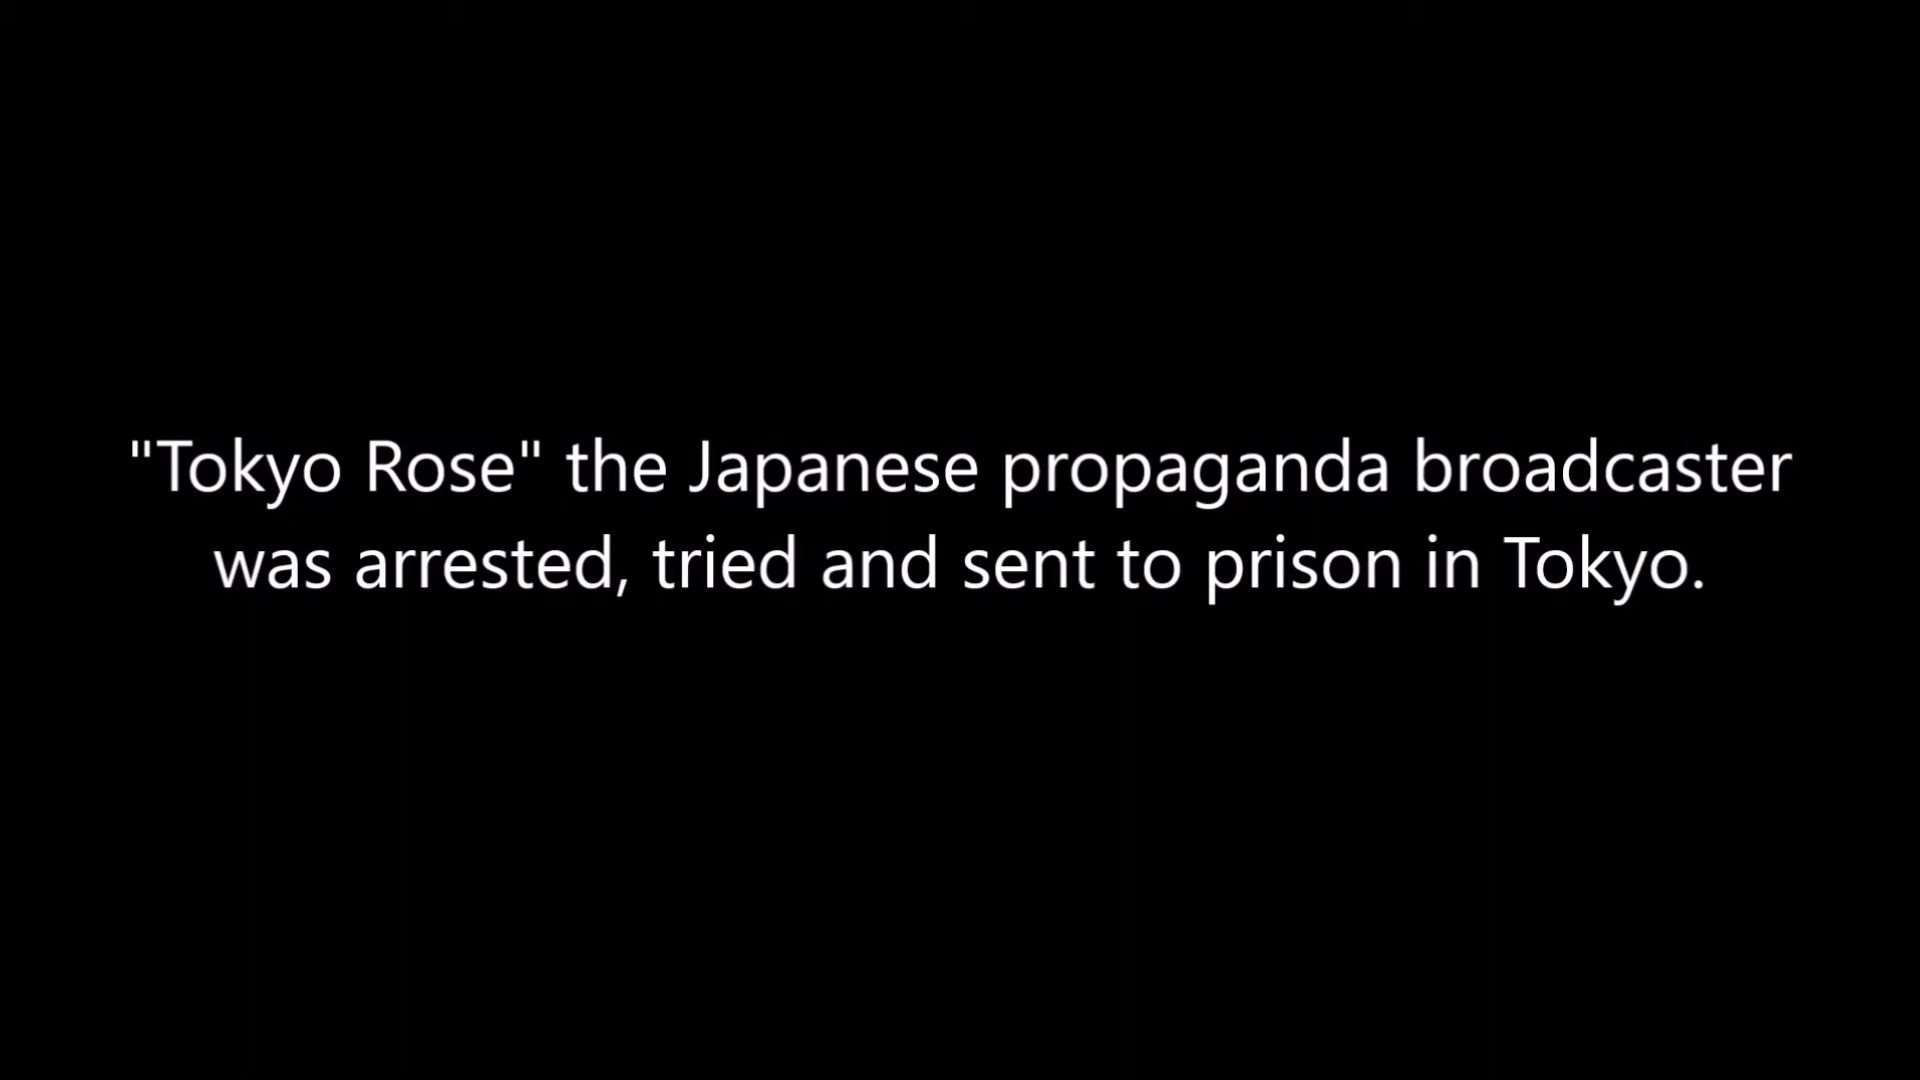 "Tokyo Rose" the Japanese propaganda broadcaster
was arrested, tried and sent to prison in Tokyo.